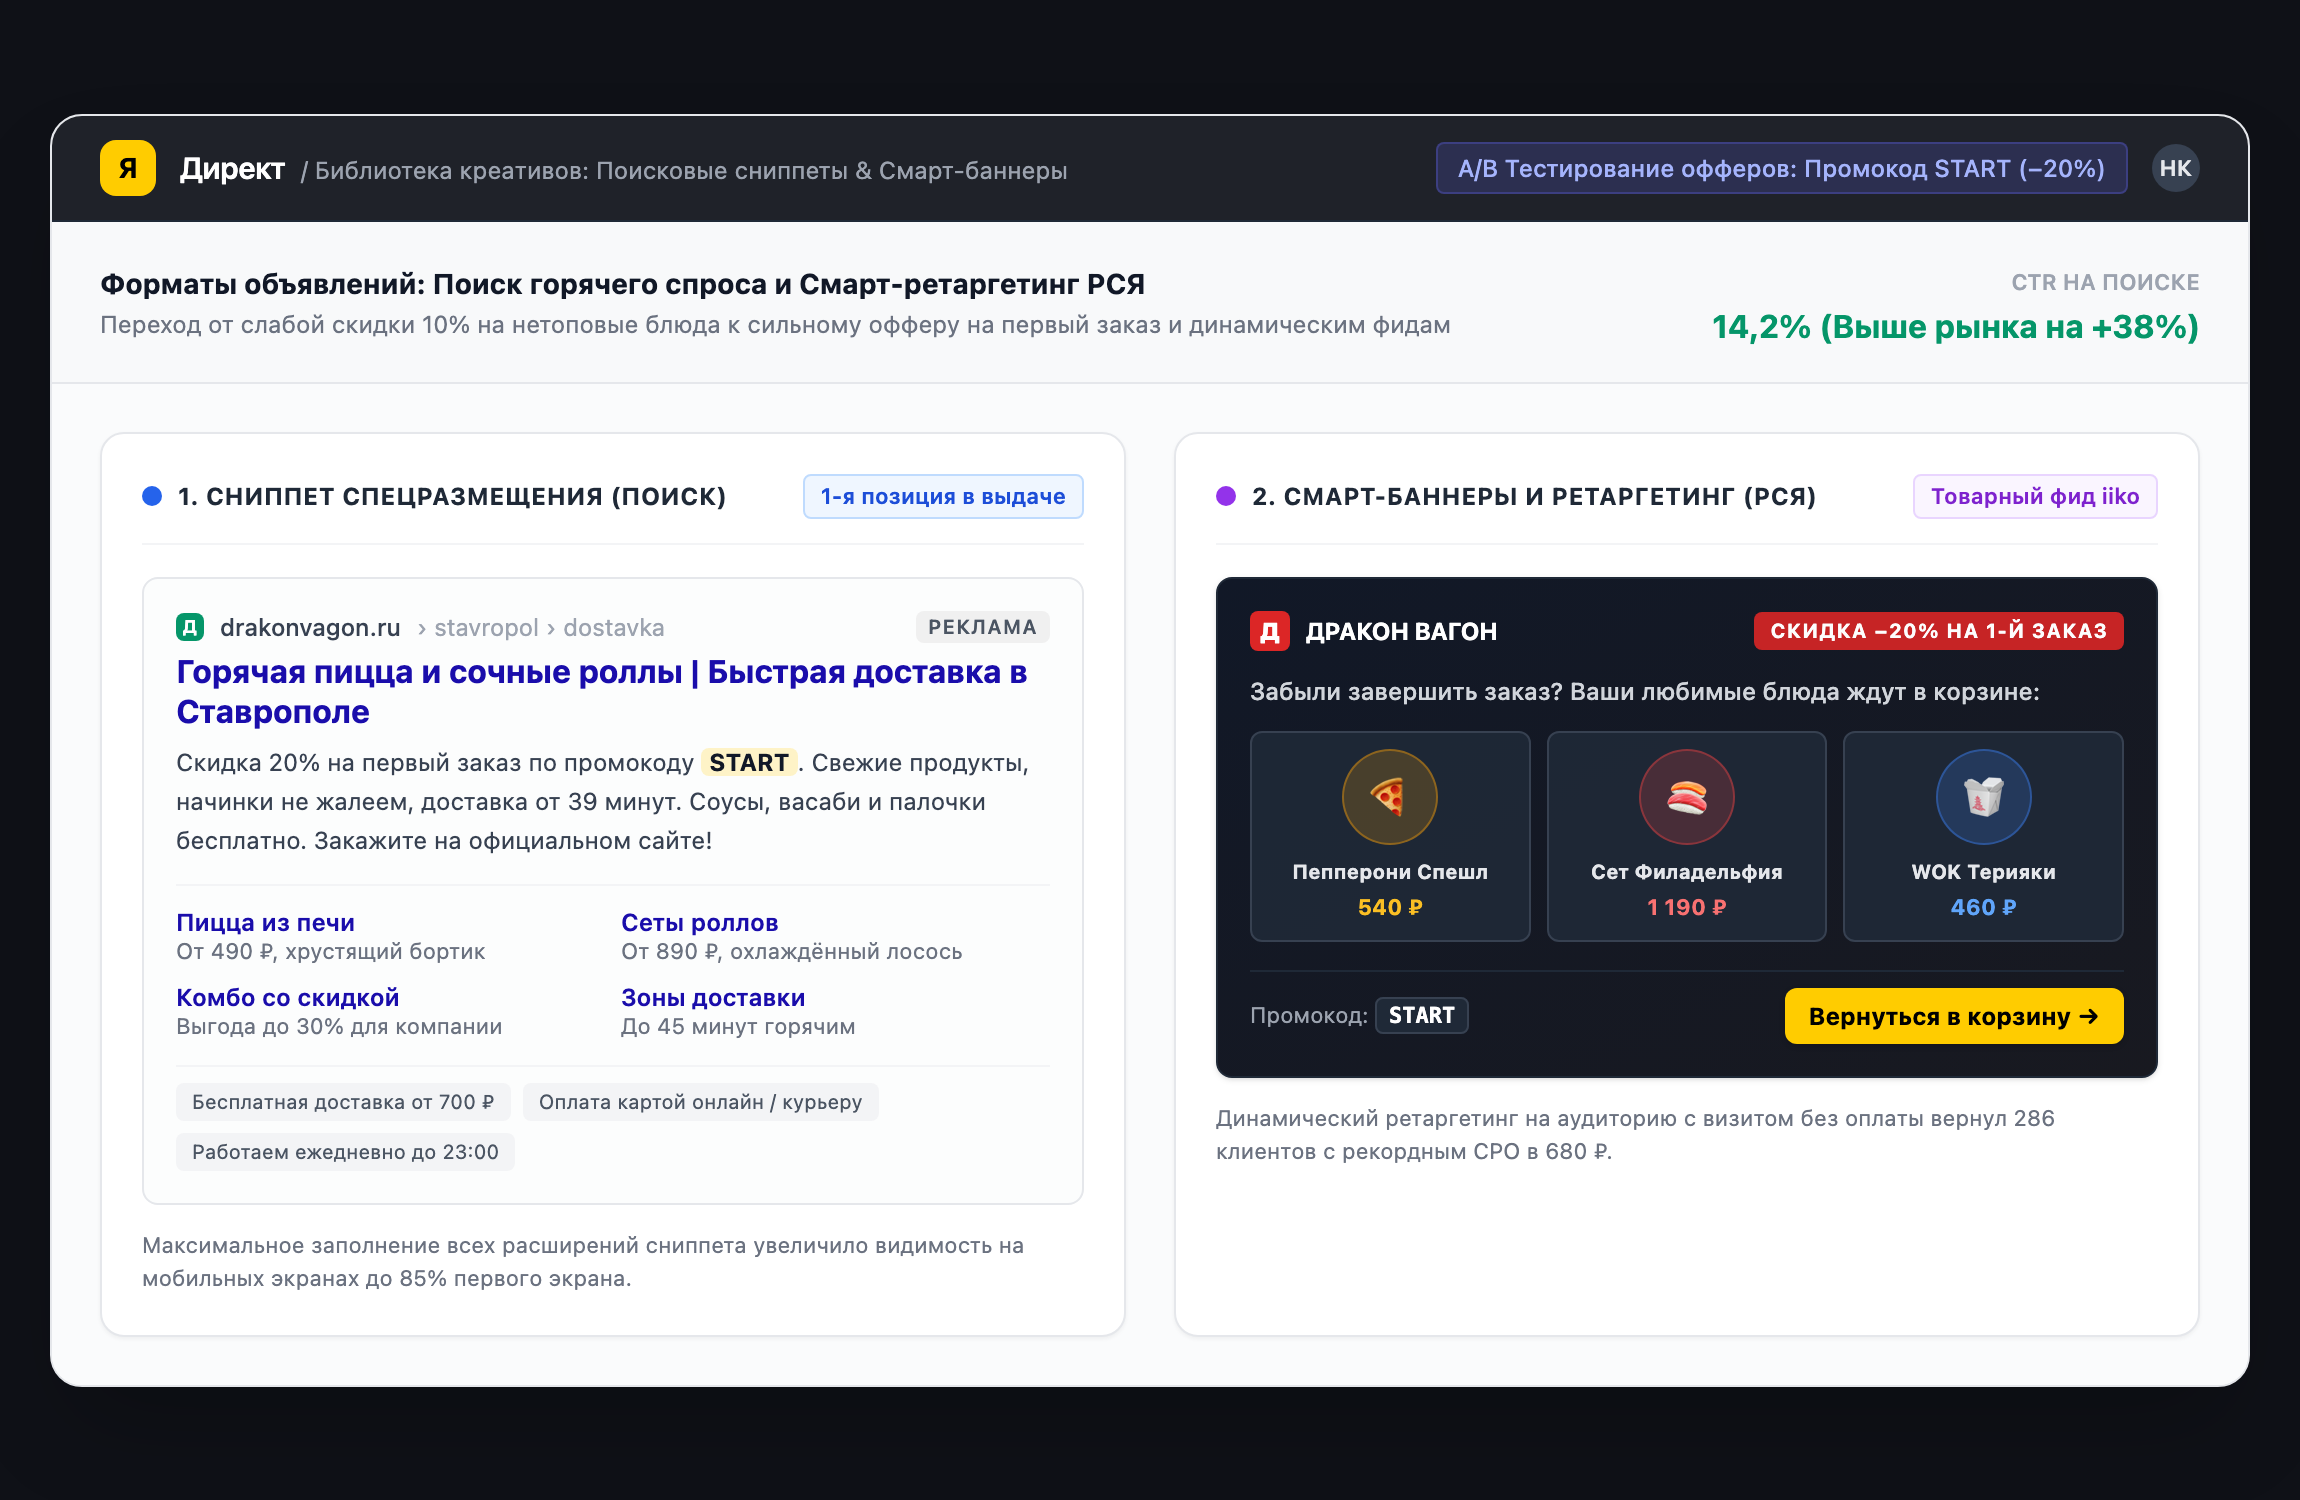 Я Директ / Библиотека креативов: Поисковые сниппеты & Смарт-баннеры
A/B Тестирование офферов: Промокод START (−20%)
НК
Форматы объявлений: Поиск горячего спроса и Смарт-ретаргетинг РСЯ
Переход от слабой скидки 10% на нетоповые блюда к сильному офферу на первый заказ и динамическим фидам
CTR НА ПОИСКЕ
14,2% (Выше рынка на +38%)
1. СНИППЕТ СПЕЦРАЗМЕЩЕНИЯ (ПОИСК)
1-я позиция в выдаче
Д drakonvagon.ru › stavropol › dostavka
РЕКЛАМА
Горячая пицца и сочные роллы | Быстрая доставка в
Ставрополе
Скидка 20% на первый заказ по промокоду START. Свежие продукты,
начинки не жалеем, доставка от 39 минут. Соусы, васаби и палочки
бесплатно. Закажите на официальном сайте!
Пицца из печи
От 490 ₽, хрустящий бортик
Сеты роллов
От 890 ₽, охлаждённый лосось
Комбо со скидкой
Выгода до 30% для компании
Зоны доставки
До 45 минут горячим
Бесплатная доставка от 700 ₽
Оплата картой онлайн / курьеру
Работаем ежедневно до 23:00
Максимальное заполнение всех расширений сниппета увеличило видимость на
мобильных экранах до 85% первого экрана.
2. СМАРТ-БАННЕРЫ И РЕТАРГЕТИНГ (РСЯ)
Товарный фид iiko
Д ДРАКОН ВАГОН
СКИДКА −20% НА 1-Й ЗАКАЗ
Забыли завершить заказ? Ваши любимые блюда ждут в корзине:
Пепперони Спешл
540 ₽
Сет Филадельфия
1 190 ₽
WOK Терияки
460 ₽
Промокод: START
Вернуться в корзину →
Динамический ретаргетинг на аудиторию с визитом без оплаты вернул 286
клиентов с рекордным CPO в 680 ₽.